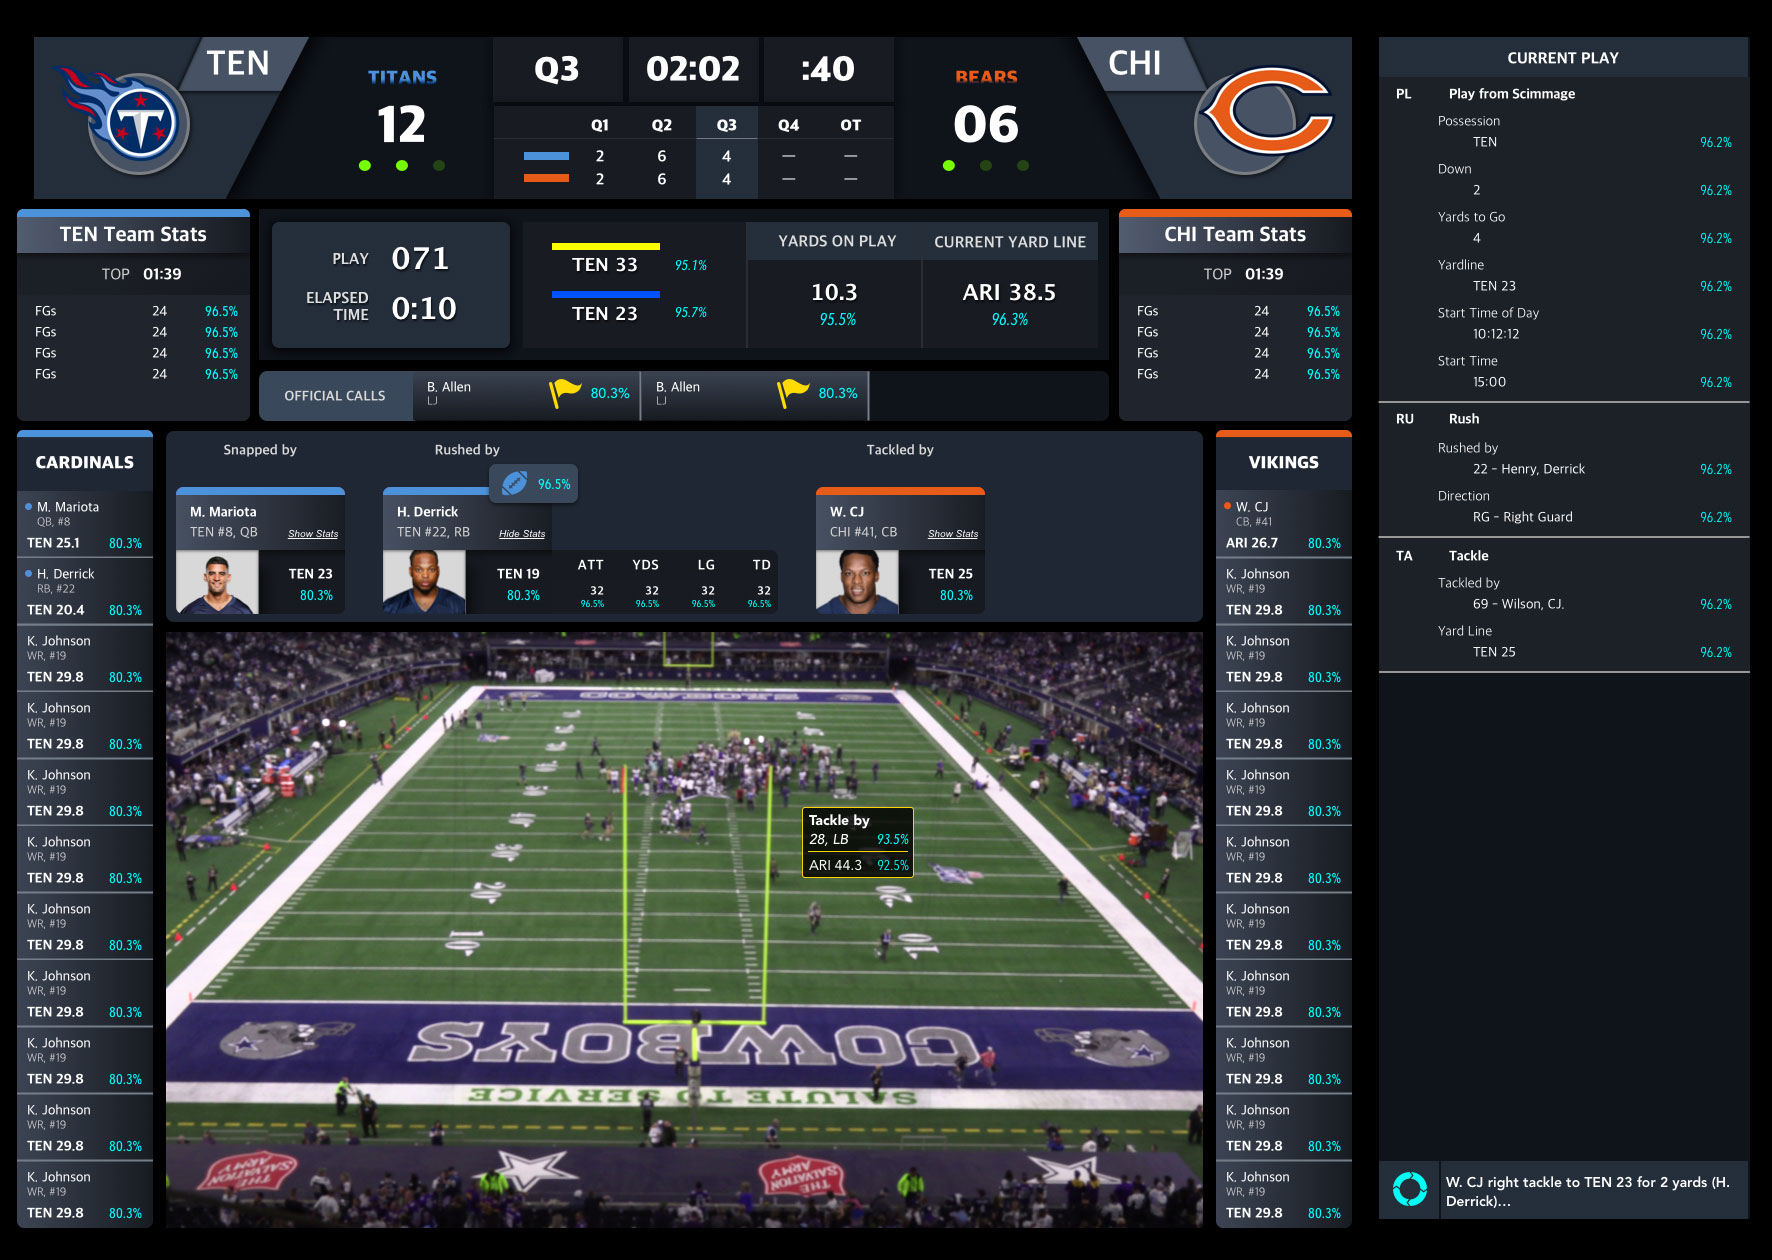 TEN
TITANS
12
Q3
02:02
:40
Q1 Q2 Q3 Q4 OT
2 6 4 — —
2 6 4 — —
BEARS
06
CHI
TEN Team Stats
TOP 01:39
FGs 24 96.5%
FGs 24 96.5%
FGs 24 96.5%
FGs 24 96.5%
PLAY 071
ELAPSED
TIME 0:10
TEN 33 95.1%
TEN 23 95.7%
YARDS ON PLAY
10.3
95.5%
CURRENT YARD LINE
ARI 38.5
96.3%
CHI Team Stats
TOP 01:39
FGs 24 96.5%
FGs 24 96.5%
FGs 24 96.5%
FGs 24 96.5%
OFFICIAL CALLS
B. Allen
LJ
80.3%
B. Allen
LJ
80.3%
CARDINALS
M. Mariota
QB, #8
TEN 25.1 80.3%
H. Derrick
RB, #22
TEN 20.4 80.3%
K. Johnson
WR, #19
TEN 29.8 80.3%
K. Johnson
WR, #19
TEN 29.8 80.3%
K. Johnson
WR, #19
TEN 29.8 80.3%
K. Johnson
WR, #19
TEN 29.8 80.3%
K. Johnson
WR, #19
TEN 29.8 80.3%
K. Johnson
WR, #19
TEN 29.8 80.3%
K. Johnson
WR, #19
TEN 29.8 80.3%
K. Johnson
WR, #19
TEN 29.8 80.3%
K. Johnson
WR, #19
TEN 29.8 80.3%
Snapped by
M. Mariota
TEN #8, QB
Show Stats
TEN 23
80.3%
Rushed by
96.5%
H. Derrick
TEN #22, RB
Hide Stats
TEN 19
80.3%
ATT YDS LG TD
32 32 32 32
96.5% 96.5% 96.5% 96.5%
Tackled by
W. CJ
CHI #41, CB
Show Stats
TEN 25
80.3%
Tackle by
28, LB 93.5%
ARI 44.3 92.5%
COWBOYS
SALUTE TO SERVICE
THE SALVATION ARMY
THE SALVATION ARMY
VIKINGS
W. CJ
CB, #41
ARI 26.7 80.3%
K. Johnson
WR, #19
TEN 29.8 80.3%
K. Johnson
WR, #19
TEN 29.8 80.3%
K. Johnson
WR, #19
TEN 29.8 80.3%
K. Johnson
WR, #19
TEN 29.8 80.3%
K. Johnson
WR, #19
TEN 29.8 80.3%
K. Johnson
WR, #19
TEN 29.8 80.3%
K. Johnson
WR, #19
TEN 29.8 80.3%
K. Johnson
WR, #19
TEN 29.8 80.3%
K. Johnson
WR, #19
TEN 29.8 80.3%
K. Johnson
WR, #19
TEN 29.8 80.3%
CURRENT PLAY
PL Play from Scimmage
Possession
TEN 96.2%
Down
2 96.2%
Yards to Go
4 96.2%
Yardline
TEN 23 96.2%
Start Time of Day
10:12:12 96.2%
Start Time
15:00 96.2%
RU Rush
Rushed by
22 – Henry, Derrick 96.2%
Direction
RG – Right Guard 96.2%
TA Tackle
Tackled by
69 – Wilson, CJ. 96.2%
Yard Line
TEN 25 96.2%
W. CJ right tackle to TEN 23 for 2 yards (H.
Derrick)...